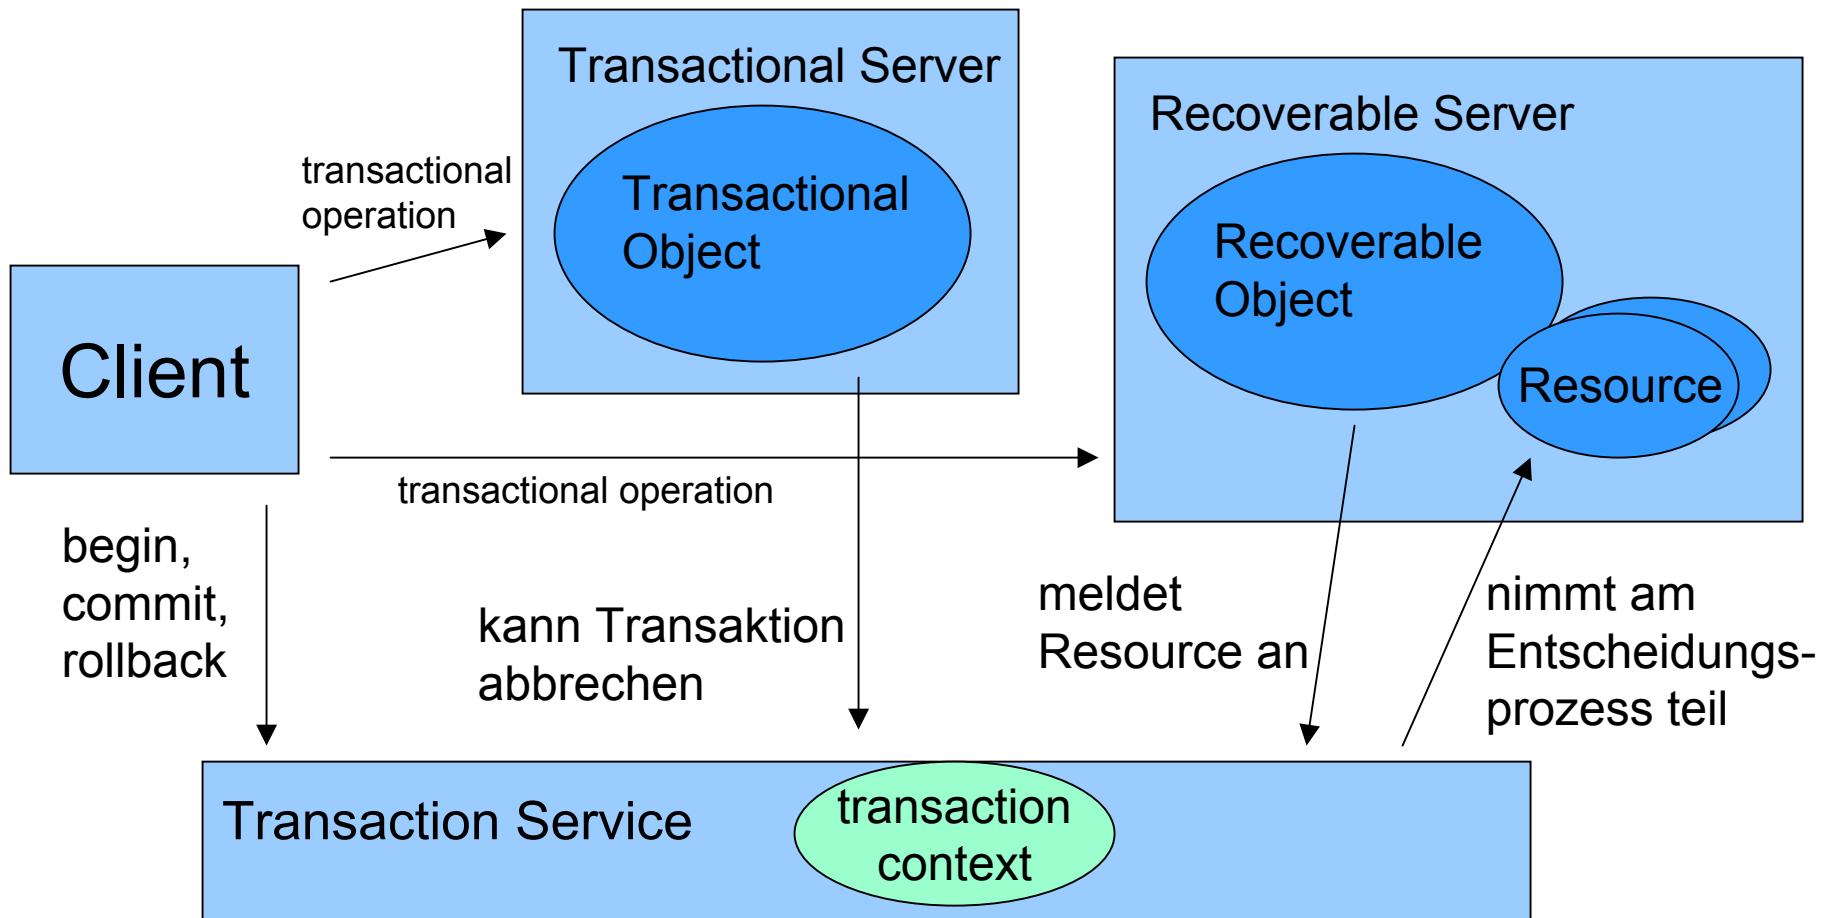 Transactional Server
Transactional
Object
Recoverable Server
Recoverable
Object
Resource
transactional
operation
Client
transactional operation
begin,
commit,
rollback
kann Transaktion
abbrechen
meldet
Resource an
nimmt am
Entscheidungs-
prozess teil
Transaction Service
transaction
context